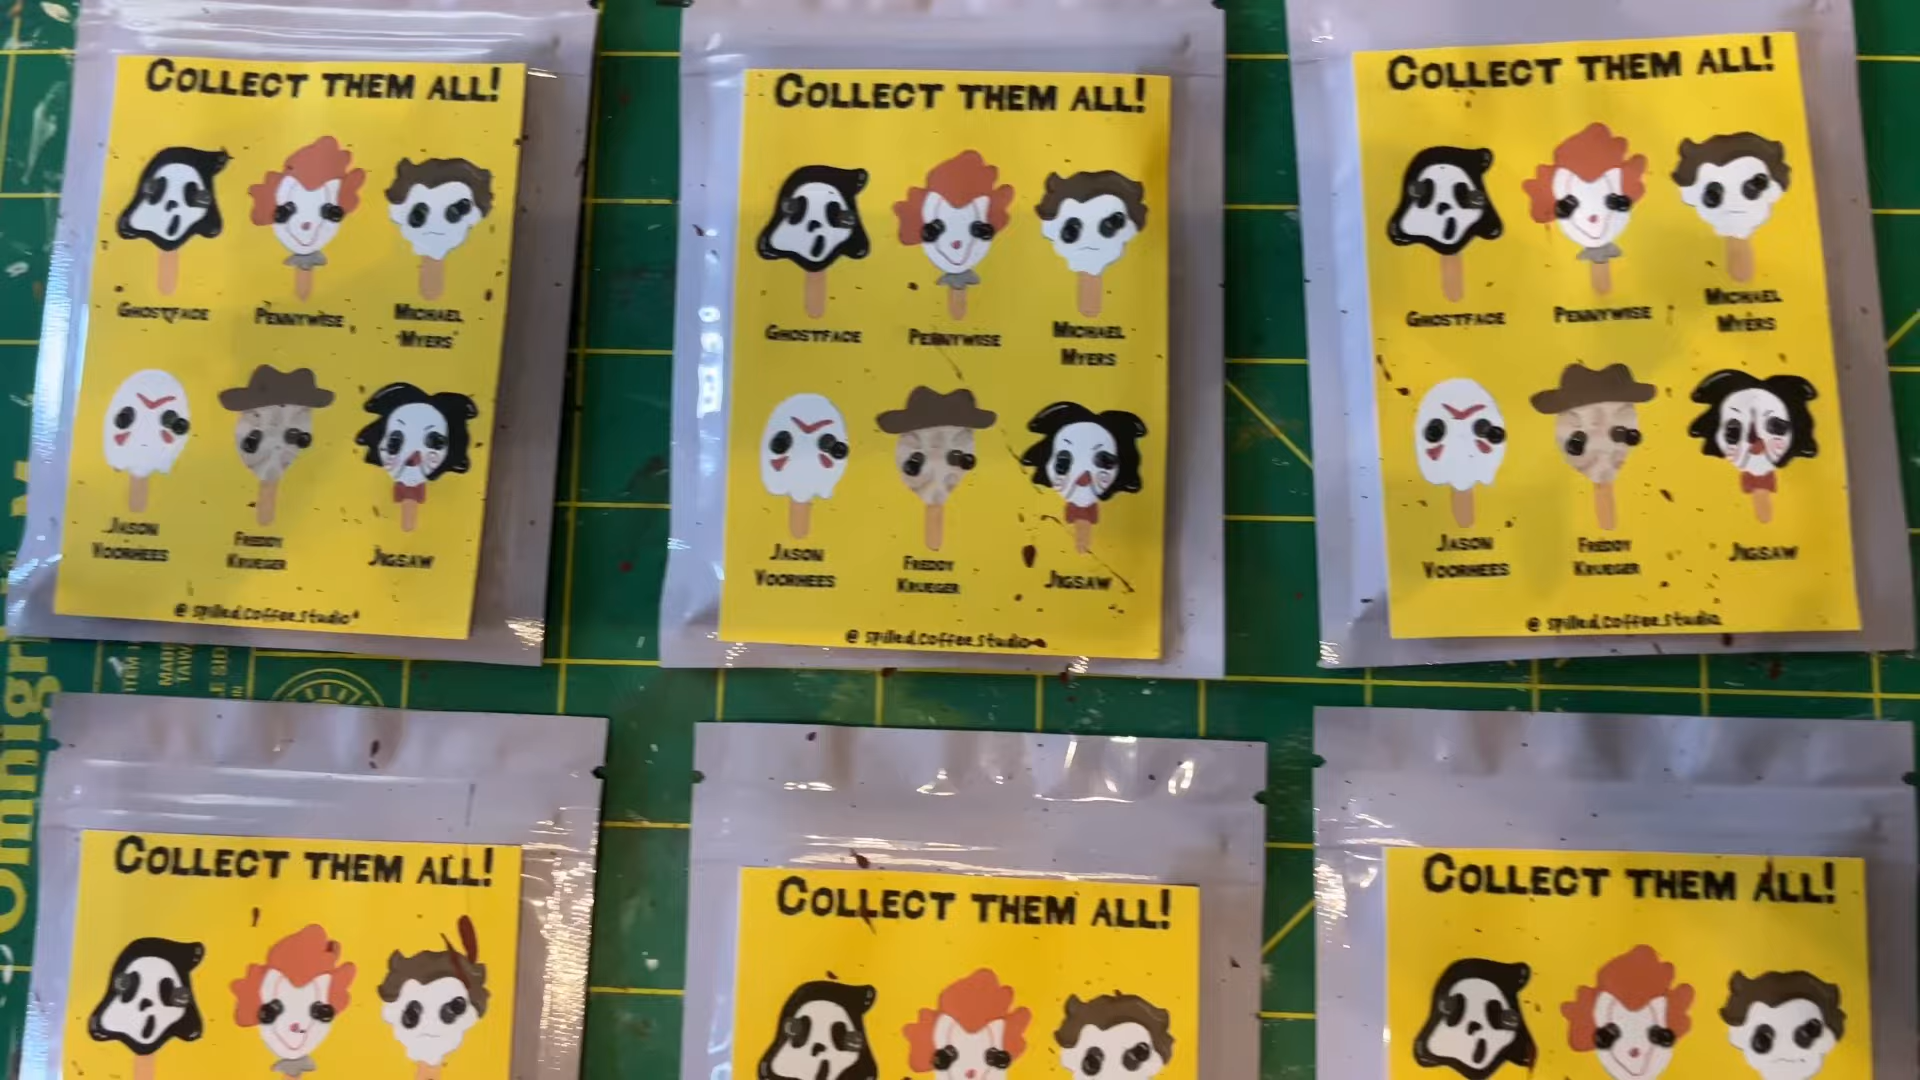 COLLECT THEM ALL!
GHOSTFACE
PENNYWISE
MICHAEL
MYERS
JASON
VOORHEES
FREDDY
KRUEGER
JIGSAW
@ spilled.coffee.studio
COLLECT THEM ALL!
GHOSTFACE
PENNYWISE
MICHAEL
MYERS
JASON
VOORHEES
FREDDY
KRUEGER
JIGSAW
@ spilled.coffee.studio
COLLECT THEM ALL!
GHOSTFACE
PENNYWISE
MICHAEL
MYERS
JASON
VOORHEES
FREDDY
KRUEGER
JIGSAW
@ spilled.coffee.studio
COLLECT THEM ALL!
COLLECT THEM ALL!
COLLECT THEM ALL!
Omnigr